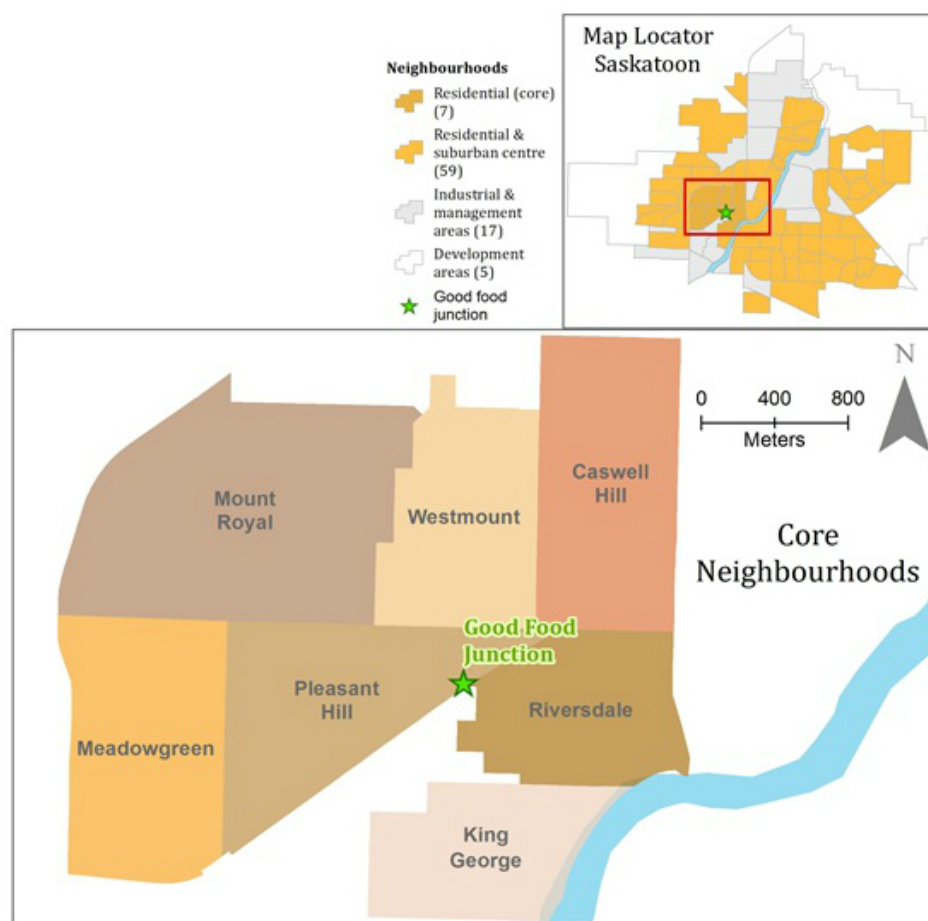 Neighbourhoods
Residential (core)
(7)
Residential &
suburban centre
(59)
Industrial &
management
areas (17)
Development
areas (5)
Good food
junction
Map Locator
Saskatoon
N
0 400 800
Meters
Core
Neighbourhoods
Mount
Royal
Westmount
Caswell
Hill
Good Food
Junction
Pleasant
Hill
Riversdale
Meadowgreen
King
George